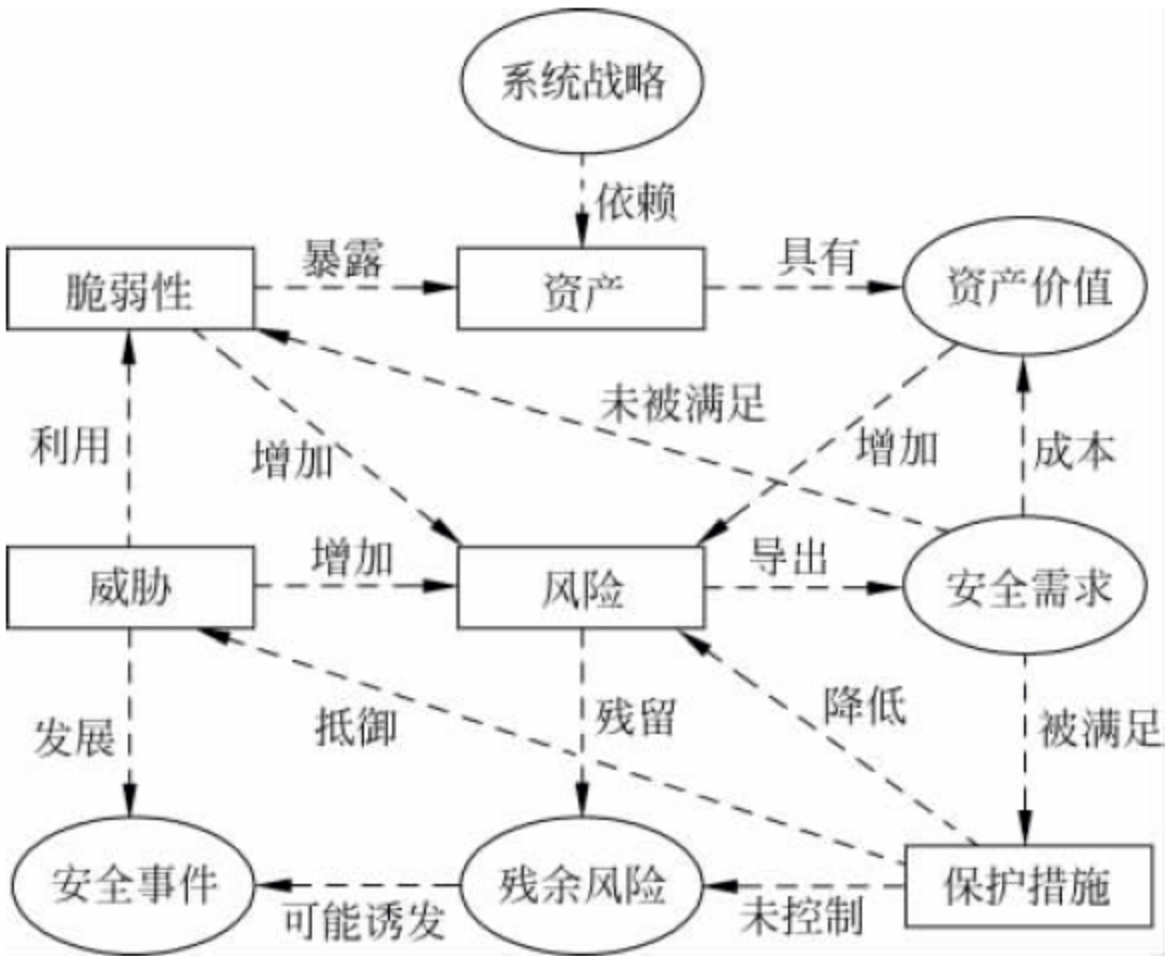 系统战略
依赖
脆弱性
暴露
资产
具有
资产价值
利用
增加
未被满足
增加
成本
威胁
增加
风险
导出
安全需求
发展
抵御
残留
降低
被满足
安全事件
可能诱发
残余风险
未控制
保护措施